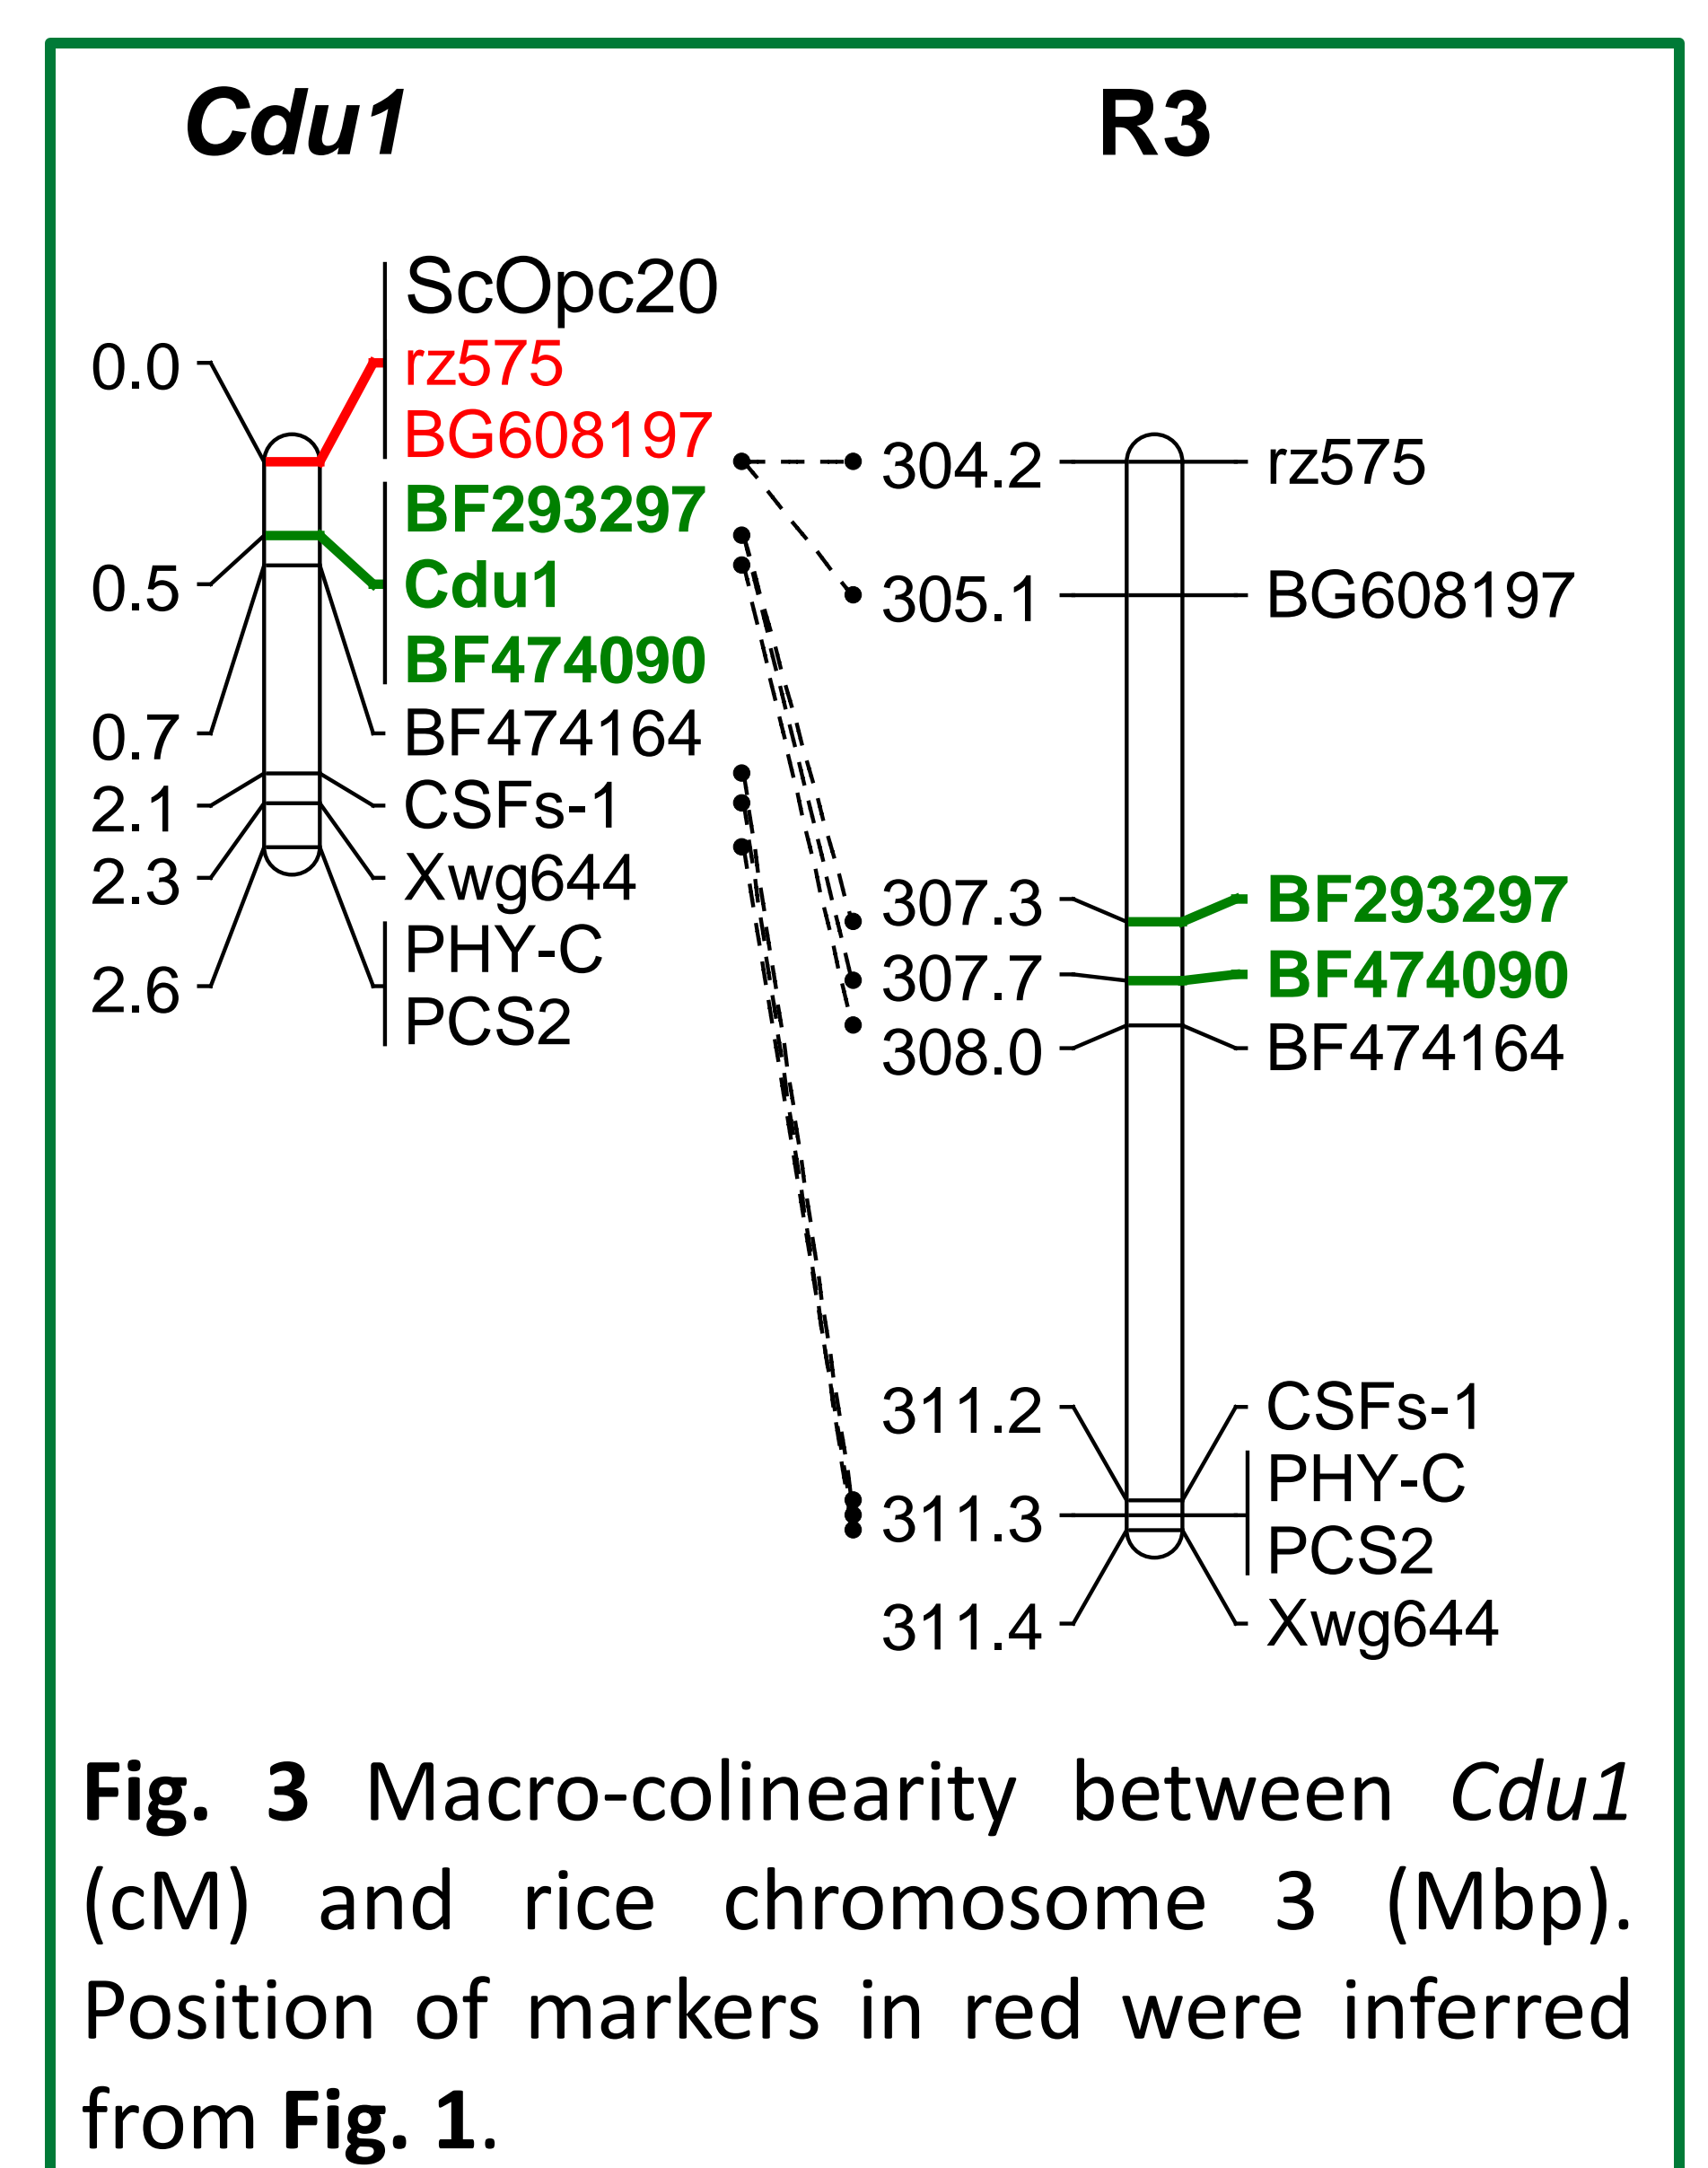 Cdu1
R3
ScOpc20
0.0
rz575
BG608197
BF293297
0.5
Cdu1
BF474090
0.7
BF474164
2.1
CSFs-1
2.3
Xwg644
PHY-C
2.6
PCS2
304.2
rz575
305.1
BG608197
307.3
BF293297
307.7
BF474090
308.0
BF474164
311.2
CSFs-1
PHY-C
311.3
PCS2
311.4
Xwg644
Fig. 3 Macro-colinearity between Cdu1
(cM) and rice chromosome 3 (Mbp).
Position of markers in red were inferred
from Fig. 1.